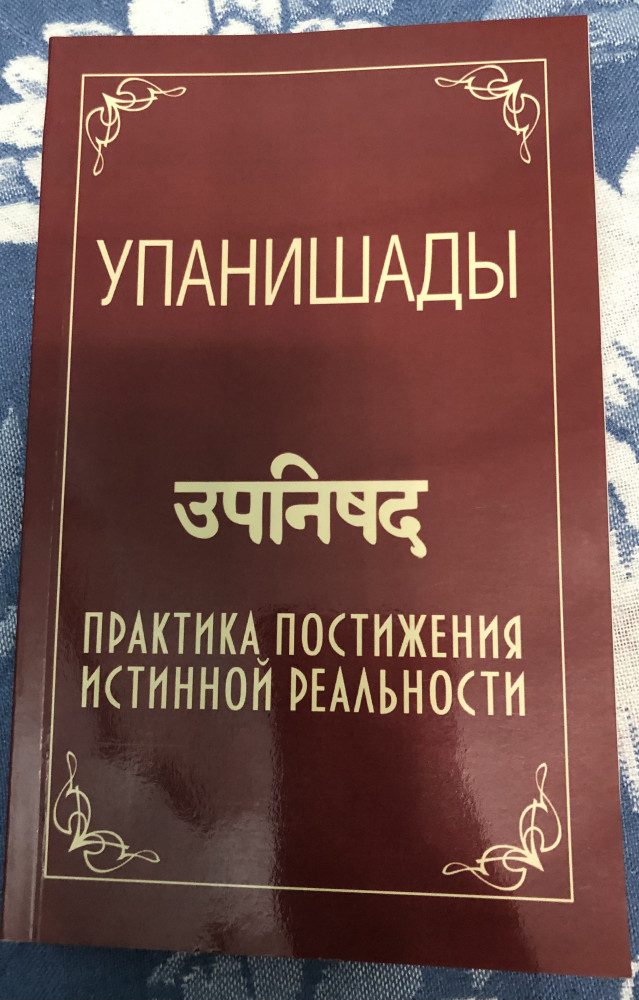 УПАНИШАДЫ
उपनिषद
ПРАКТИКА ПОСТИЖЕНИЯ
ИСТИННОЙ РЕАЛЬНОСТИ